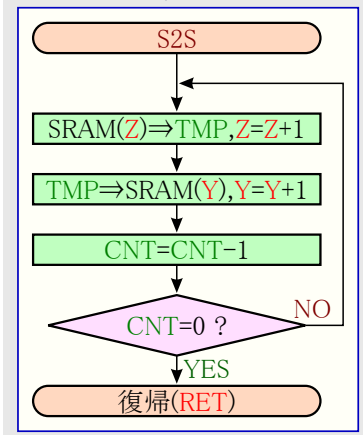 S2S
SRAM(Z)⇒TMP,Z=Z+1
TMP⇒SRAM(Y),Y=Y+1
CNT=CNT−1
CNT=0 ?
NO
YES
復帰(RET)